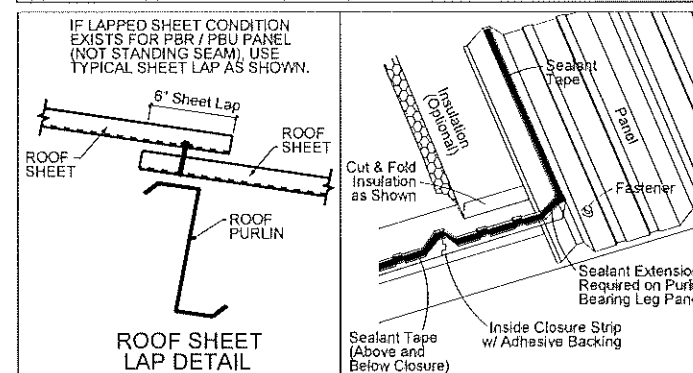 IF LAPPED SHEET CONDITION
EXISTS FOR PBR / PBU PANEL
(NOT STANDING SEAM), USE
TYPICAL SHEET LAP AS SHOWN.
6" Sheet Lap
ROOF
SHEET
ROOF
SHEET
ROOF
PURLIN
ROOF SHEET
LAP DETAIL
Sealant
Tape
Insulation
(Optional)
Panel
Cut & Fold
Insulation
as Shown
Fastener
Sealant Extension
Required on Purlin
Bearing Leg Pan
Inside Closure Strip
w/ Adhesive Backing
Sealant Tape
(Above and
Below Closure)